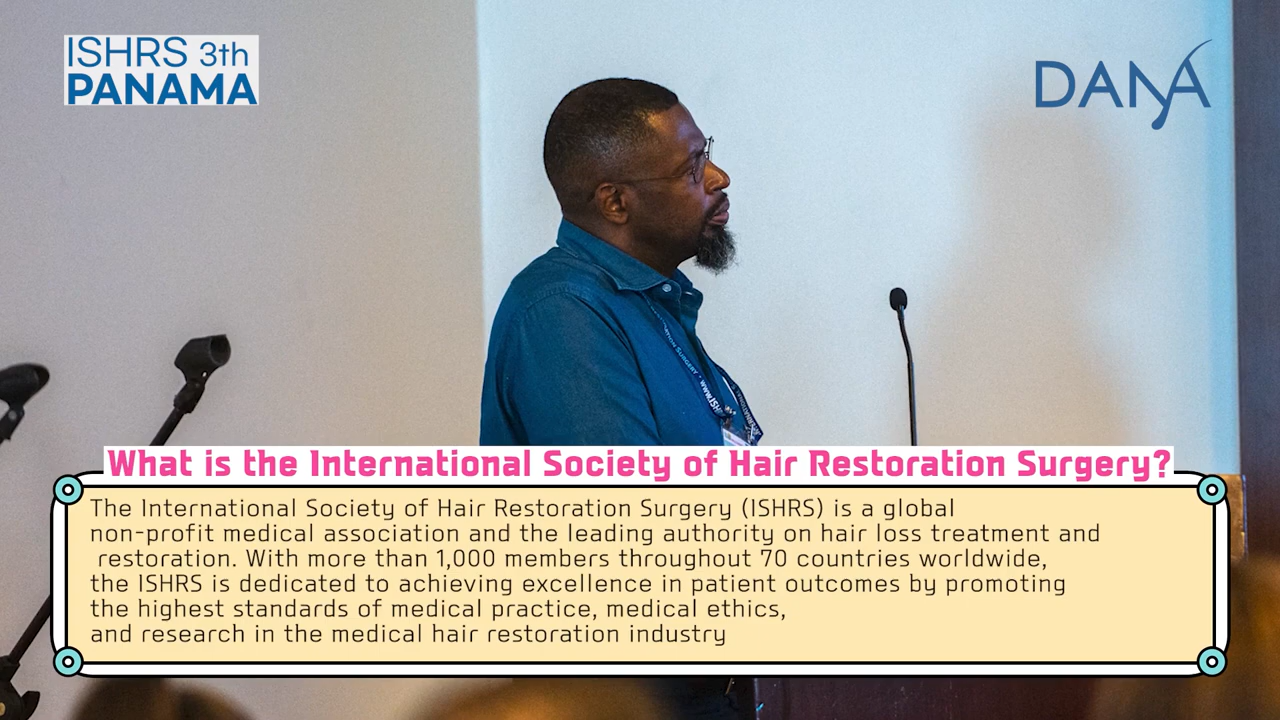 ISHRS 3th
PANAMA
DANA
What is the International Society of Hair Restoration Surgery?
The International Society of Hair Restoration Surgery (ISHRS) is a global
non-profit medical association and the leading authority on hair loss treatment and
restoration. With more than 1,000 members throughout 70 countries worldwide,
the ISHRS is dedicated to achieving excellence in patient outcomes by promoting
the highest standards of medical practice, medical ethics,
and research in the medical hair restoration industry